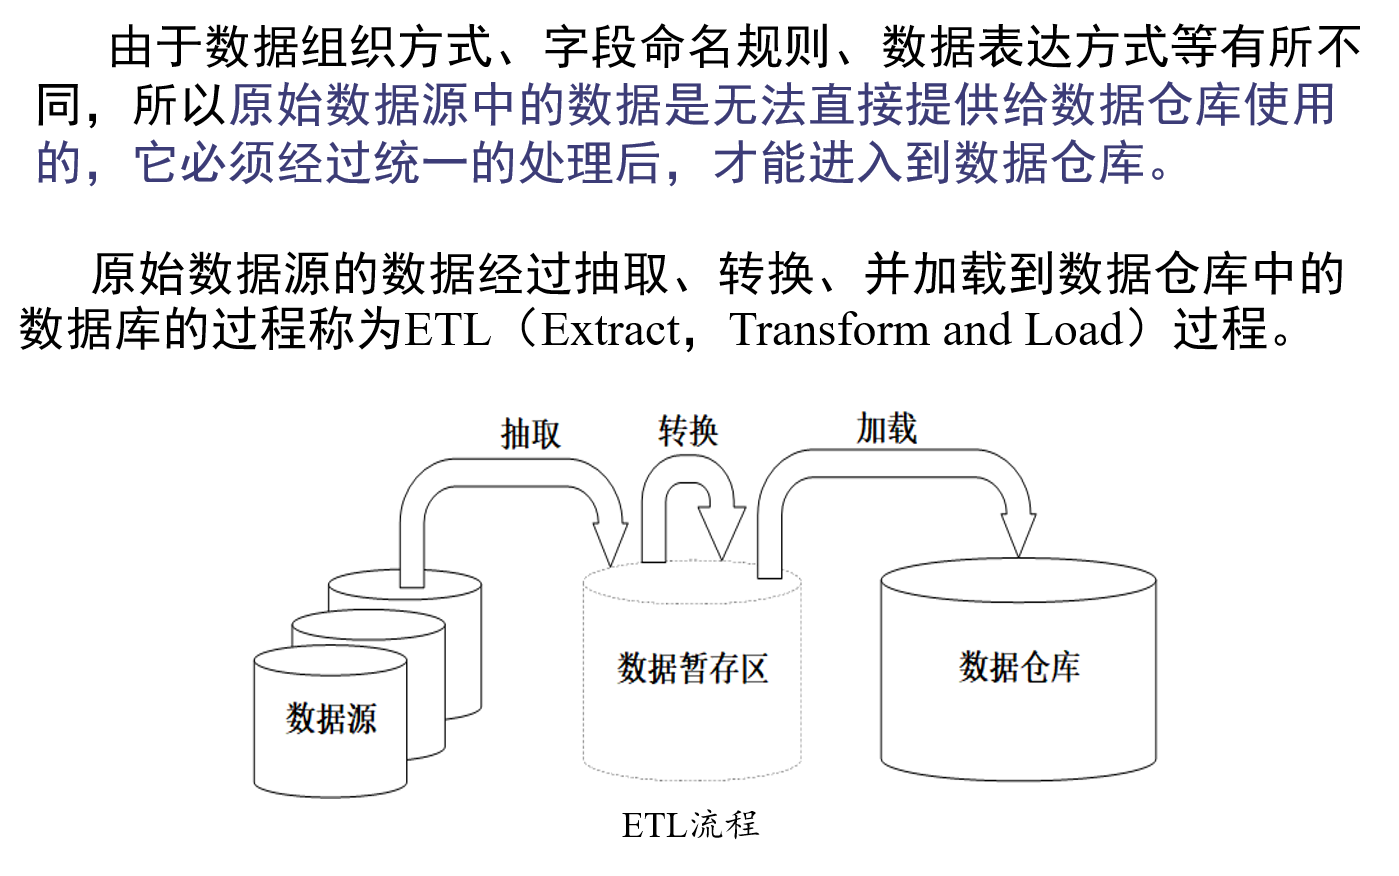 由于数据组织方式、字段命名规则、数据表达方式等有所不
同，所以原始数据源中的数据是无法直接提供给数据仓库使用
的，它必须经过统一的处理后，才能进入到数据仓库。
原始数据源的数据经过抽取、转换、并加载到数据仓库中的
数据库的过程称为ETL（Extract，Transform and Load）过程。
抽取
转换
加载
数据源
数据暂存区
数据仓库
ETL流程